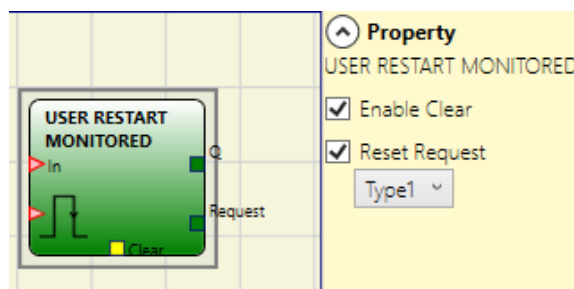 USER RESTART
MONITORED
In
Q
Request
Clear
Property
USER RESTART MONITORED
Enable Clear
Reset Request
Type1